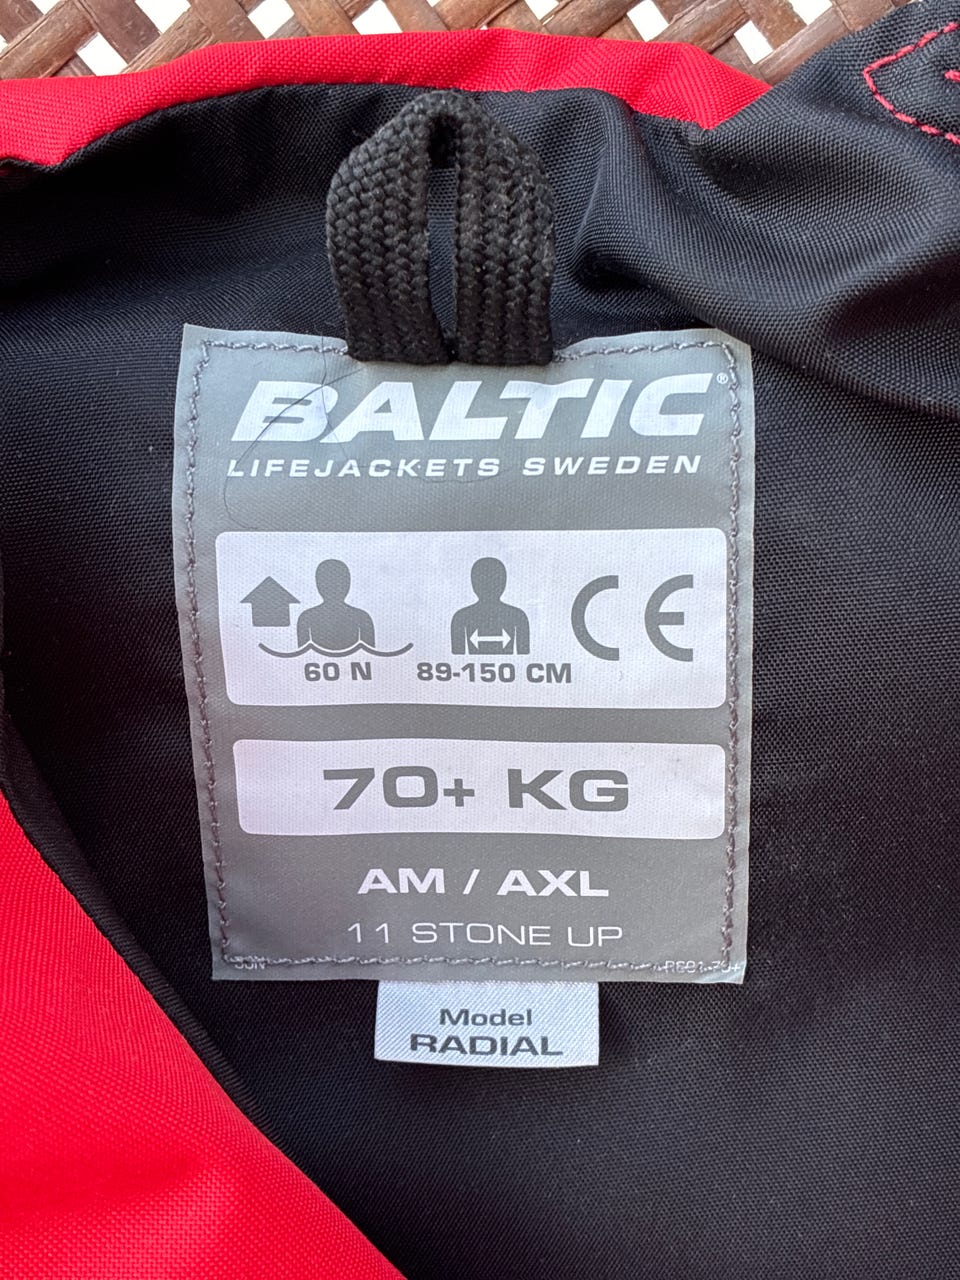 BALTIC®
LIFEJACKETS SWEDEN
60 N
89-150 CM
CE
70+ KG
AM / AXL
11 STONE UP
Model
RADIAL